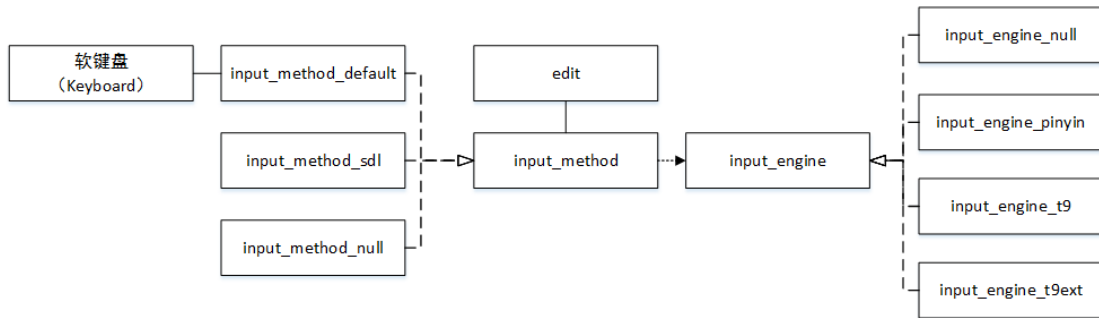 软键盘
（Keyboard）
input_method_default
edit
input_engine_null
input_engine_pinyin
input_method_sdl
input_method
input_engine
input_engine_t9
input_method_null
input_engine_t9ext